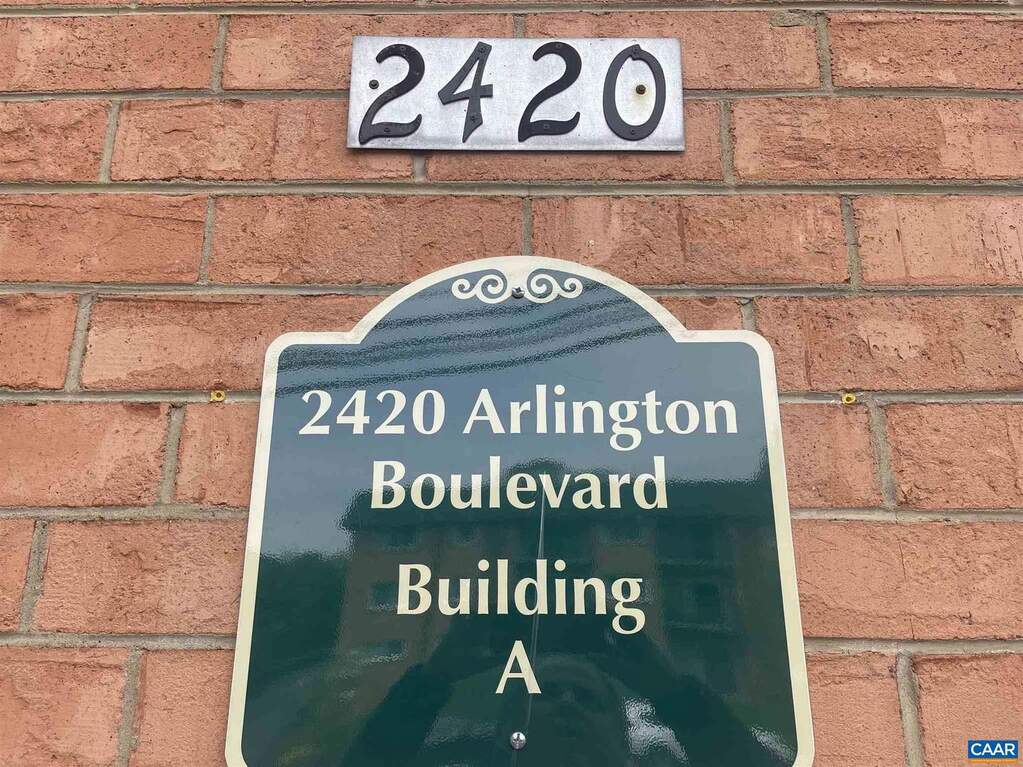 2420
2420 Arlington
Boulevard
Building
A
CAAR